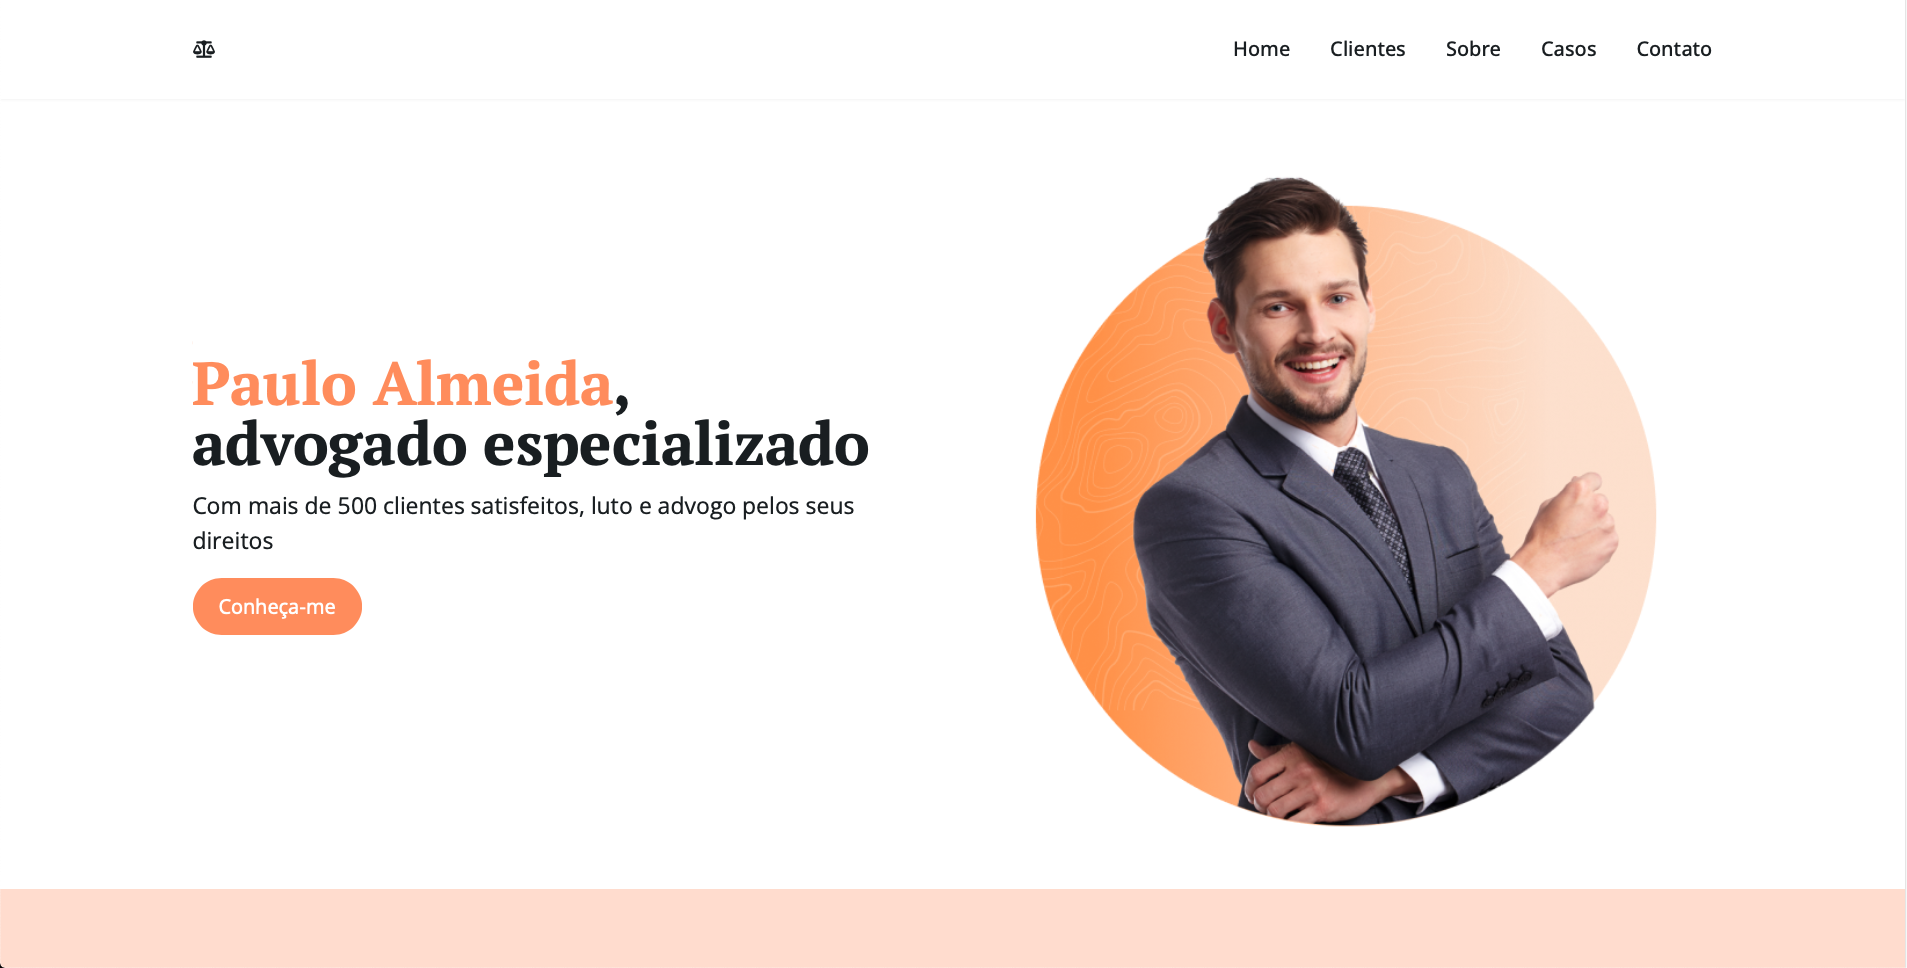 Home Clientes Sobre Casos Contato
Paulo Almeida,
advogado especializado
Com mais de 500 clientes satisfeitos, luto e advogo pelos seus
direitos
Conheça-me